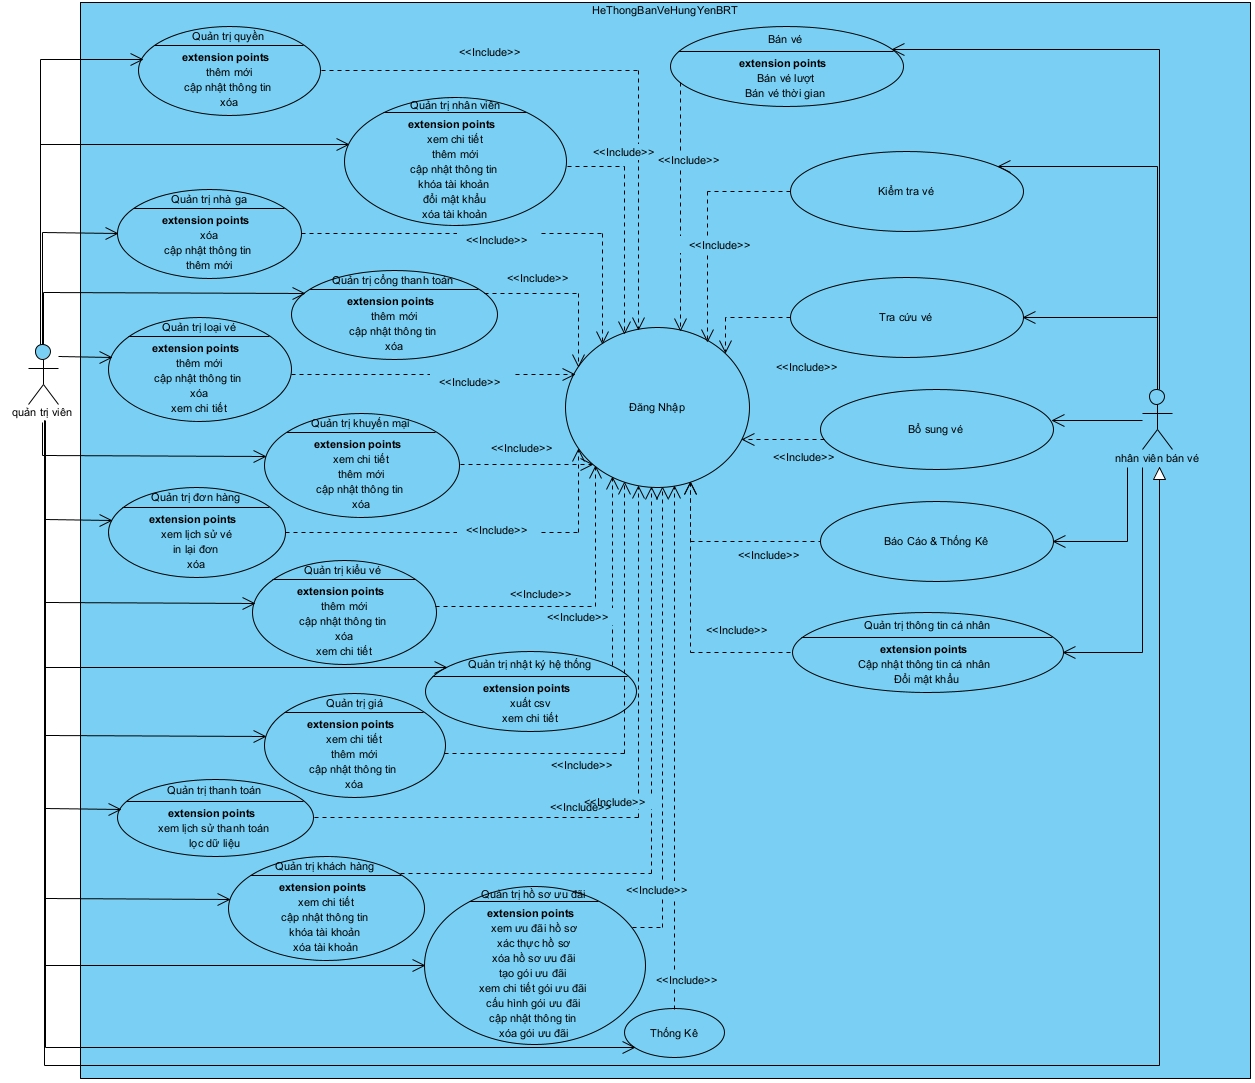 HeThongBanVeHungYenBRT
Quản trị quyền
extension points
thêm mới
cập nhật thông tin
xóa
<<Include>>
Bán vé
extension points
Bán vé lượt
Bán vé thời gian
Quản trị nhân viên
extension points
xem chi tiết
thêm mới
cập nhật thông tin
khóa tài khoản
đổi mật khẩu
xóa tài khoản
<<Include>>
<<Include>>
Kiểm tra vé
<<Include>>
Quản trị nhà ga
extension points
xóa
cập nhật thông tin
thêm mới
<<Include>>
Quản trị cổng thanh toán
extension points
thêm mới
cập nhật thông tin
xóa
<<Include>>
Tra cứu vé
<<Include>>
Quản trị loại vé
extension points
thêm mới
cập nhật thông tin
xóa
xem chi tiết
<<Include>>
quản trị viên
Đăng Nhập
Bổ sung vé
<<Include>>
nhân viên bán vé
Quản trị khuyến mại
extension points
xem chi tiết
thêm mới
cập nhật thông tin
xóa
<<Include>>
Quản trị đơn hàng
extension points
xem lịch sử vé
in lại đơn
xóa
<<Include>>
Báo Cáo & Thống Kê
<<Include>>
Quản trị kiểu vé
extension points
thêm mới
cập nhật thông tin
xóa
xem chi tiết
<<Include>>
<<Include>>
Quản trị thông tin cá nhân
extension points
Cập nhật thông tin cá nhân
Đổi mật khẩu
<<Include>>
Quản trị nhật ký hệ thống
extension points
xuất csv
xem chi tiết
Quản trị giá
extension points
xem chi tiết
thêm mới
cập nhật thông tin
xóa
<<Include>>
Quản trị thanh toán
extension points
xem lịch sử thanh toán
lọc dữ liệu
<<Include>>
<<Include>>
Quản trị khách hàng
extension points
xem chi tiết
cập nhật thông tin
khóa tài khoản
xóa tài khoản
Quản trị hồ sơ ưu đãi
extension points
xem ưu đãi hồ sơ
xác thực hồ sơ
xóa hồ sơ ưu đãi
tạo gói ưu đãi
xem chi tiết gói ưu đãi
cấu hình gói ưu đãi
cập nhật thông tin
xóa gói ưu đãi
<<Include>>
<<Include>>
Thống Kê